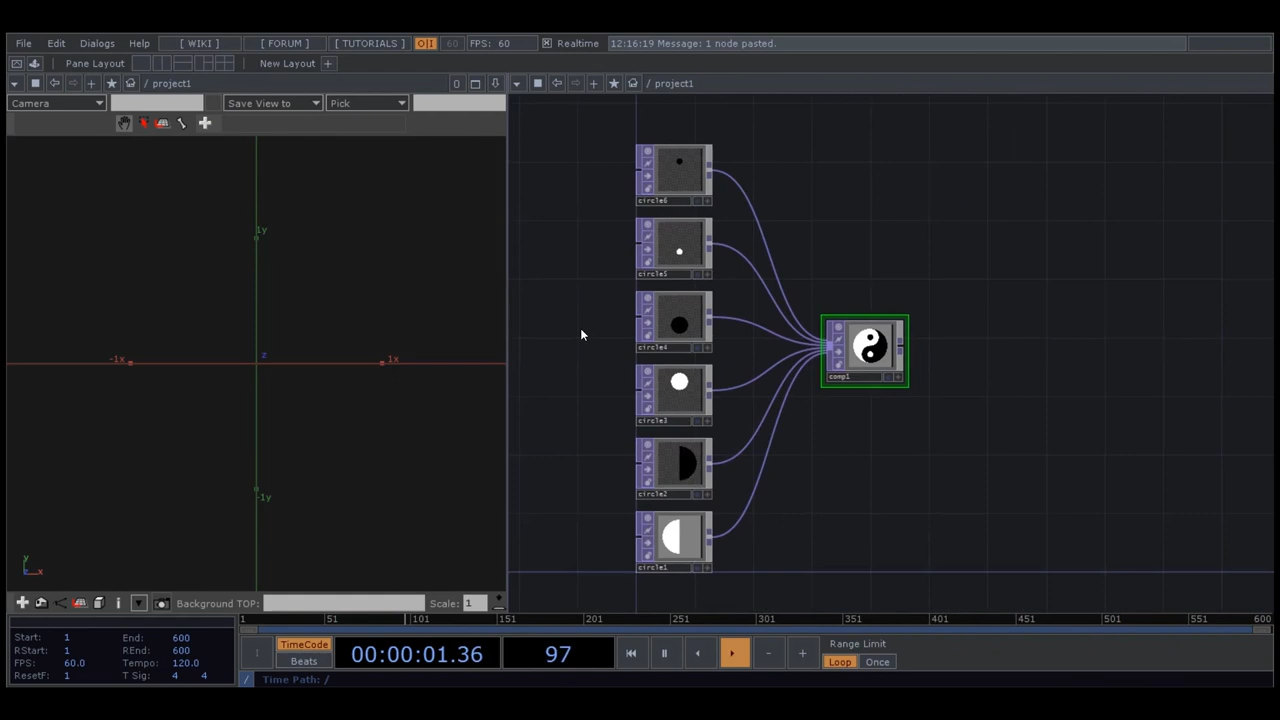 File Edit Dialogs Help [ WIKI ] [ FORUM ] [ TUTORIALS ] O|I 60 FPS: 60 Realtime 12:16:19 Message: 1 node pasted.
Pane Layout New Layout +
/ project1 0 / project1
Camera Save View to Pick
1y
-1x z 1x
-1y
y
x
circle6
circle5
circle4
circle3
circle2
circle1
comp1
Background TOP: Scale: 1
1 51 101 151 201 251 301 351 401 451 501 551 600
Start: 1 End: 600
RStart: 1 REnd: 600
FPS: 60.0 Tempo: 120.0
ResetF: 1 T Sig: 4 4
TimeCode
Beats
00:00:01.36 97
Range Limit
Loop Once
/ Time Path: /